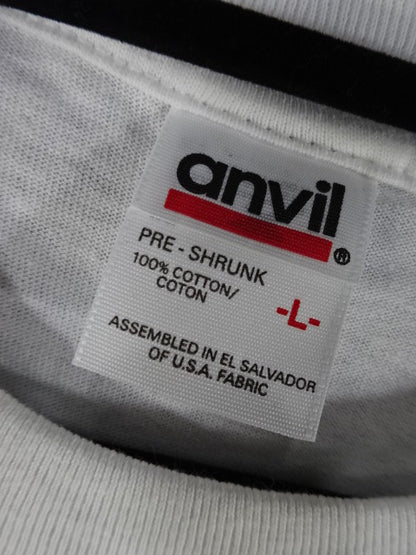 anvil®
PRE - SHRUNK
100% COTTON/
COTON
-L-
ASSEMBLED IN EL SALVADOR
OF U.S.A. FABRIC